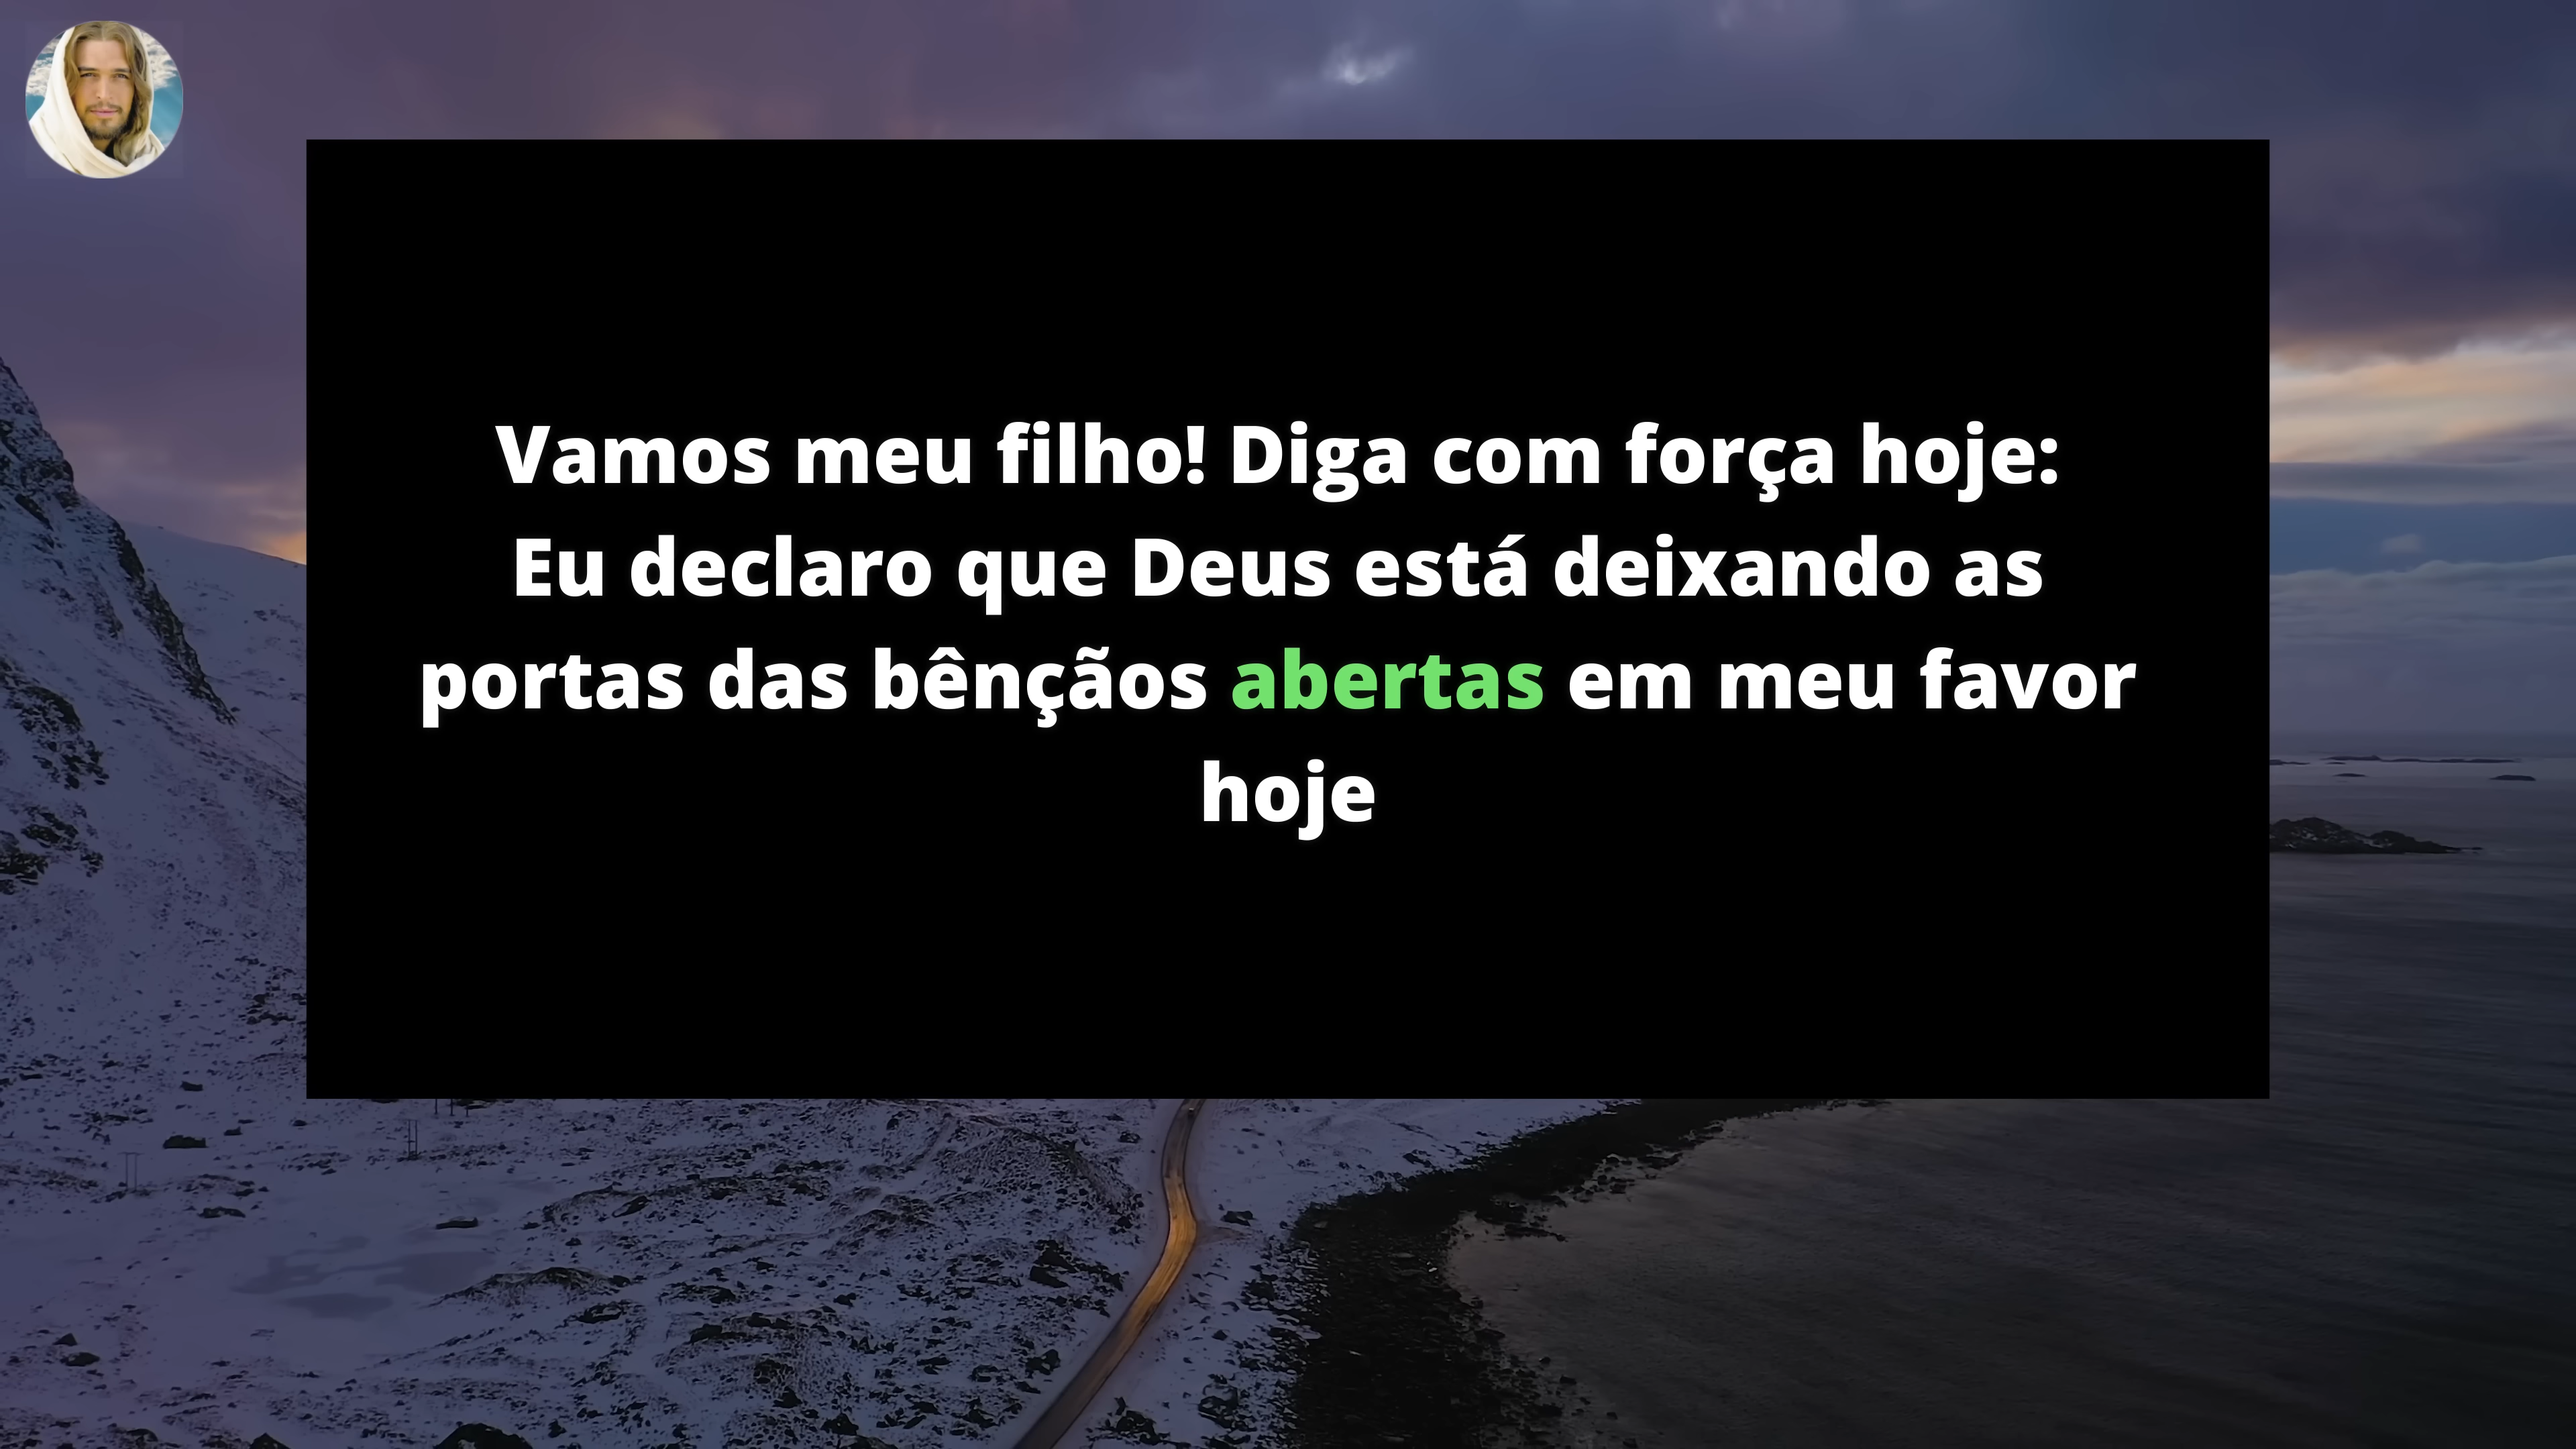 Vamos meu filho! Diga com força hoje:
Eu declaro que Deus está deixando as
portas das bênçãos abertas em meu favor
hoje